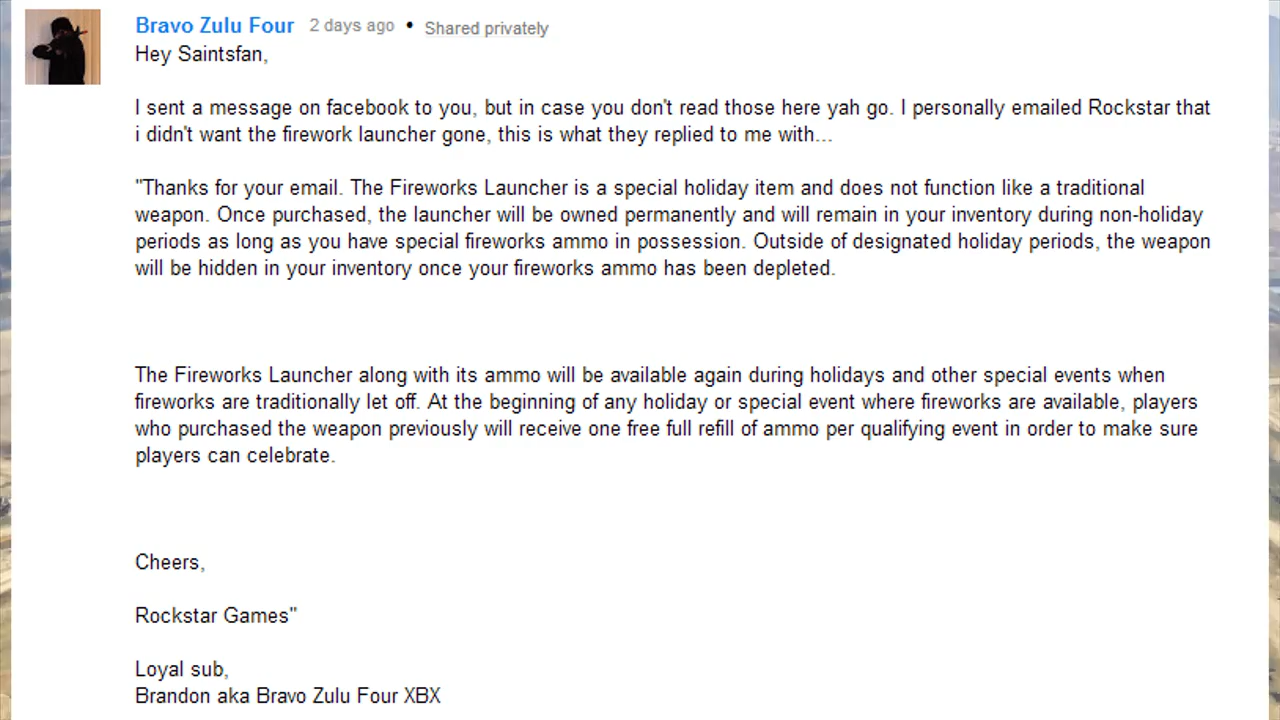 Bravo Zulu Four 2 days ago • Shared privately
Hey Saintsfan,
I sent a message on facebook to you, but in case you don't read those here yah go. I personally emailed Rockstar that
i didn't want the firework launcher gone, this is what they replied to me with...
"Thanks for your email. The Fireworks Launcher is a special holiday item and does not function like a traditional
weapon. Once purchased, the launcher will be owned permanently and will remain in your inventory during non-holiday
periods as long as you have special fireworks ammo in possession. Outside of designated holiday periods, the weapon
will be hidden in your inventory once your fireworks ammo has been depleted.
The Fireworks Launcher along with its ammo will be available again during holidays and other special events when
fireworks are traditionally let off. At the beginning of any holiday or special event where fireworks are available, players
who purchased the weapon previously will receive one free full refill of ammo per qualifying event in order to make sure
players can celebrate.
Cheers,
Rockstar Games"
Loyal sub,
Brandon aka Bravo Zulu Four XBX